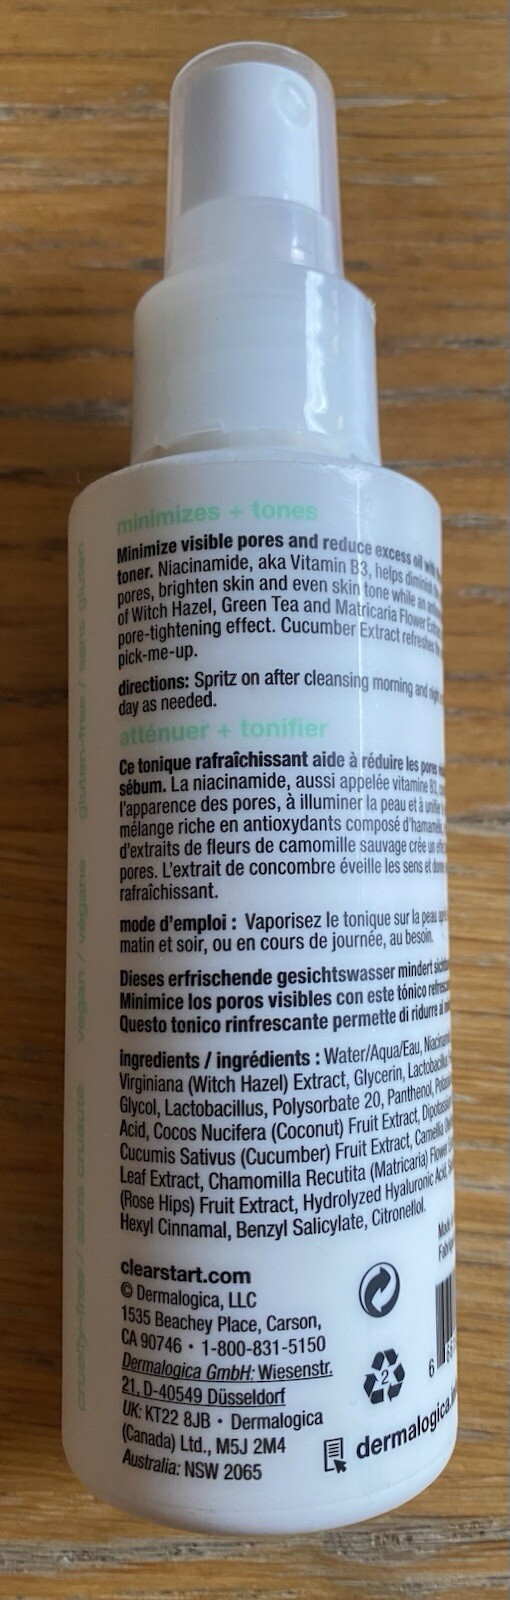 minimizes + tones
Minimize visible pores and reduce excess oil with
toner. Niacinamide, aka Vitamin B3, helps diminish
pores, brighten skin and even skin tone while an
of Witch Hazel, Green Tea and Matricaria Flower
pore-tightening effect. Cucumber Extract refreshes
pick-me-up.
directions: Spritz on after cleansing morning and night
day as needed.
atténuer + tonifier
Ce tonique rafraîchissant aide à réduire les pores
sébum. La niacinamide, aussi appelée vitamine B3,
l'apparence des pores, à illuminer la peau et à unifier
mélange riche en antioxydants composé d'hamamélis,
d'extraits de fleurs de camomille sauvage crée un
pores. L'extrait de concombre éveille les sens et
rafraîchissant.
mode d'emploi : Vaporisez le tonique sur la peau
matin et soir, ou en cours de journée, au besoin.
Dieses erfrischende gesichtswasser mindert
Minimice los poros visibles con este tónico
Questo tonico rinfrescante permette di ridurre
ingredients / ingrédients : Water/Aqua/Eau,
Virginiana (Witch Hazel) Extract, Glycerin, Lactobacillus
Glycol, Lactobacillus, Polysorbate 20, Panthenol,
Acid, Cocos Nucifera (Coconut) Fruit Extract,
Cucumis Sativus (Cucumber) Fruit Extract, Camellia
Leaf Extract, Chamomilla Recutita (Matricaria) Flower
(Rose Hips) Fruit Extract, Hydrolyzed Hyaluronic Acid,
Hexyl Cinnamal, Benzyl Salicylate, Citronellol.
clearstart.com
© Dermalogica, LLC
1535 Beachey Place, Carson,
CA 90746 • 1-800-831-5150
Dermalogica GmbH: Wiesenstr.
21, D-40549 Düsseldorf
UK: KT22 8JB • Dermalogica
(Canada) Ltd., M5J 2M4
Australia: NSW 2065
2
6
dermalogica.
cruelty-free / sans cruauté vegan / végane gluten-free / sans gluten